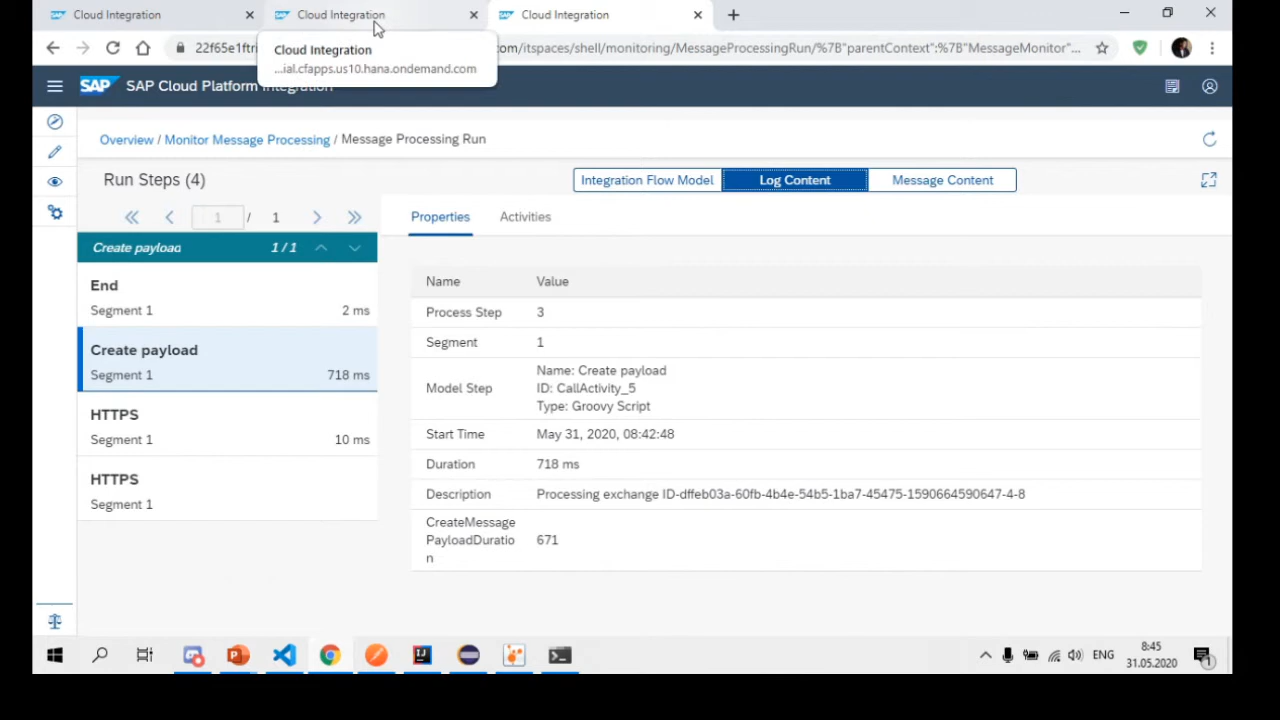 Cloud Integration
Cloud Integration
Cloud Integration
22f65e1ftri
om/itspaces/shell/monitoring/MessageProcessingRun/%7B"parentContext":%7B"MessageMonitor"...
Cloud Integration
...ial.cfapps.us10.hana.ondemand.com
SAP
SAP Cloud Platform Integration
Overview / Monitor Message Processing / Message Processing Run
Run Steps (4)
Integration Flow Model
Log Content
Message Content
1 / 1
Properties
Activities
Create payload 1 / 1
End
Segment 1 2 ms
Create payload
Segment 1 718 ms
HTTPS
Segment 1 10 ms
HTTPS
Segment 1
Name Value
Process Step 3
Segment 1
Model Step
Name: Create payload
ID: CallActivity_5
Type: Groovy Script
Start Time May 31, 2020, 08:42:48
Duration 718 ms
Description Processing exchange ID-dffeb03a-60fb-4b4e-54b5-1ba7-45475-1590664590647-4-8
CreateMessage
PayloadDuratio
n
671
ENG
8:45
31.05.2020
1